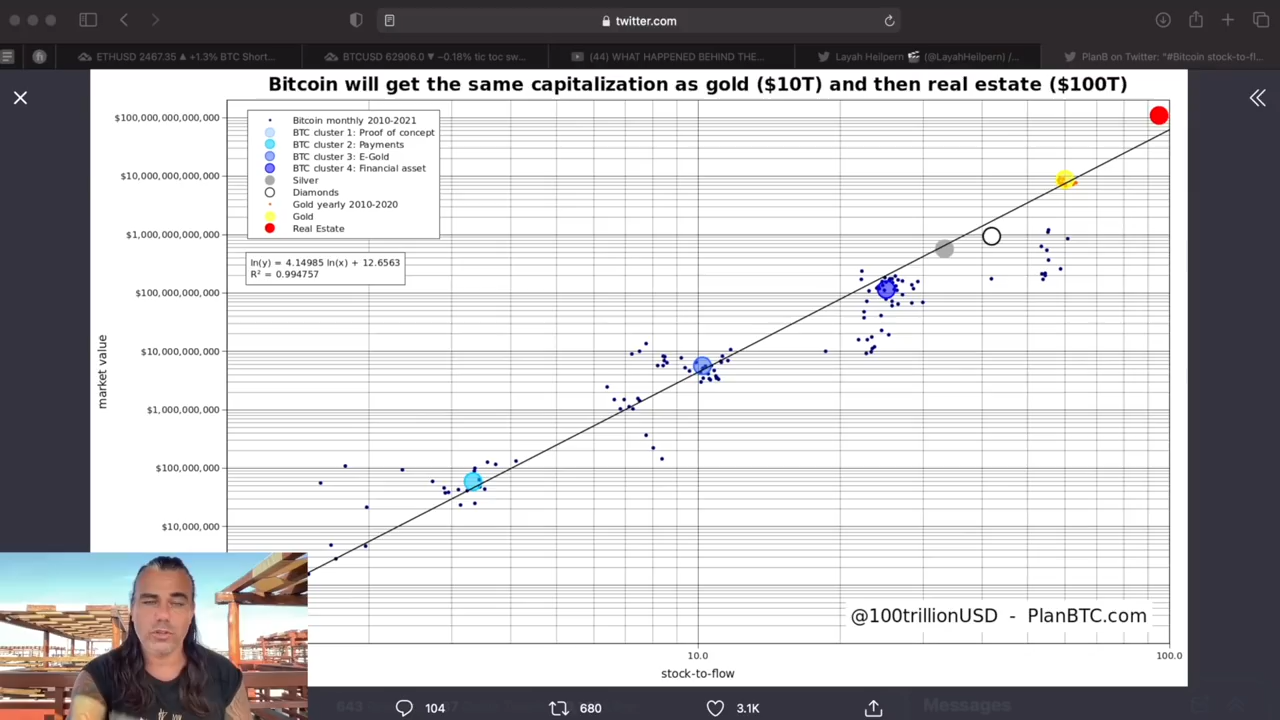 twitter.com
ETHUSD 2467.35 ▲ +1.3% BTC Short...
BTCUSD 62906.0 ▼ −0.18% tic toc sw...
(44) WHAT HAPPENED BEHIND THE...
Layah Heilpern 🎬 (@LayahHeilpern) /...
PlanB on Twitter: "#Bitcoin stock-to-fl...
Bitcoin will get the same capitalization as gold ($10T) and then real estate ($100T)
$100,000,000,000,000
$10,000,000,000,000
$1,000,000,000,000
$100,000,000,000
$10,000,000,000
$1,000,000,000
$100,000,000
$10,000,000
market value
Bitcoin monthly 2010-2021
BTC cluster 1: Proof of concept
BTC cluster 2: Payments
BTC cluster 3: E-Gold
BTC cluster 4: Financial asset
Silver
Diamonds
Gold yearly 2010-2020
Gold
Real Estate
ln(y) = 4.14985 ln(x) + 12.6563
R² = 0.994757
@100trillionUSD - PlanBTC.com
10.0
100.0
stock-to-flow
104
680
3.1K
Messages